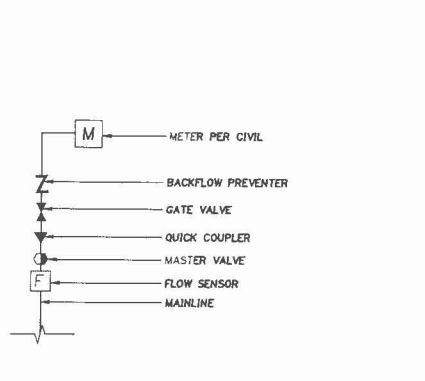 M
METER PER CIVIL
BACKFLOW PREVENTER
GATE VALVE
QUICK COUPLER
MASTER VALVE
F
FLOW SENSOR
MAINLINE